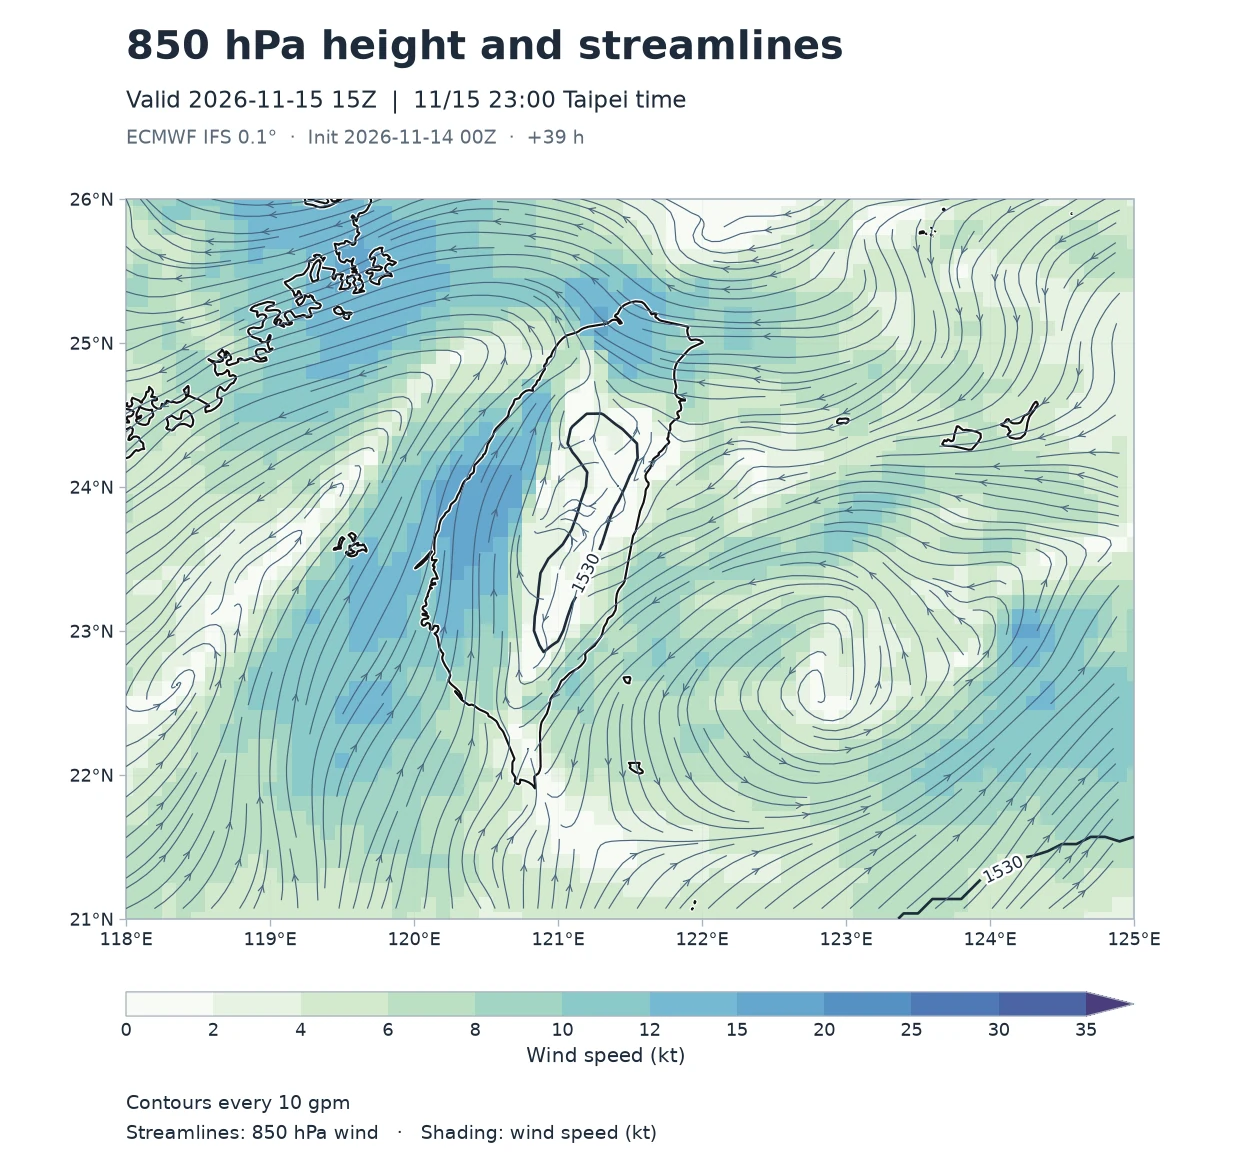 850 hPa height and streamlines
Valid 2026-11-15 15Z | 11/15 23:00 Taipei time
ECMWF IFS 0.1° · Init 2026-11-14 00Z · +39 h
26°N
25°N
24°N
23°N
22°N
21°N
1530
1530
118°E 119°E 120°E 121°E 122°E 123°E 124°E 125°E
0 2 4 6 8 10 12 15 20 25 30 35
Wind speed (kt)
Contours every 10 gpm
Streamlines: 850 hPa wind · Shading: wind speed (kt)